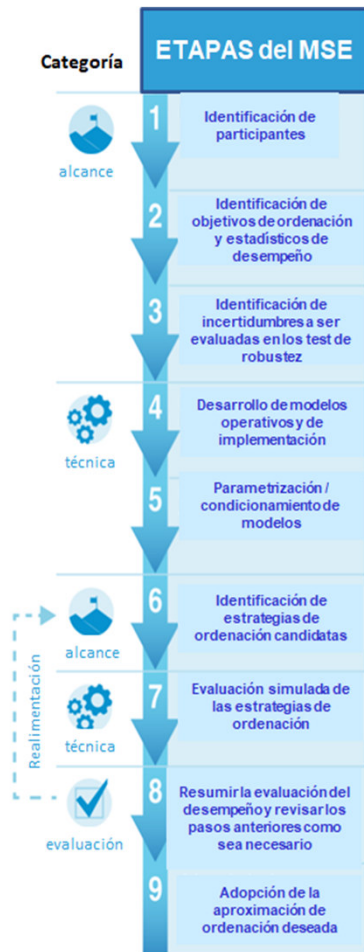 Categoría
ETAPAS del MSE
alcance
1
Identificación de
participantes
2
Identificación de
objetivos de ordenación
y estadísticos de
desempeño
3
Identificación de
incertidumbres a ser
evaluadas en los test de
robustez
técnica
4
Desarrollo de modelos
operativos y de
implementación
5
Parametrización /
condicionamiento de
modelos
Realimentación
alcance
6
Identificación de
estrategias de
ordenación candidatas
técnica
7
Evaluación simulada de
las estrategias de
ordenación
evaluación
8
Resumir la evaluación del
desempeño y revisar los
pasos anteriores como
sea necesario
9
Adopción de la
aproximación de
ordenación deseada